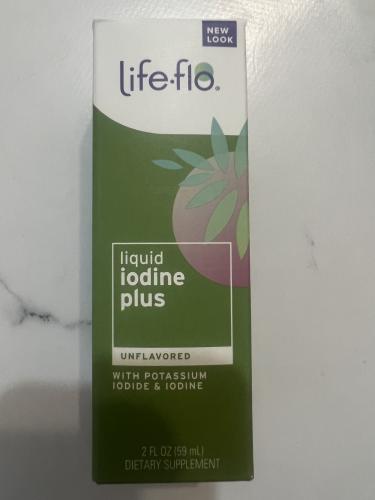 NEW
LOOK
life·flo®
liquid
iodine
plus
UNFLAVORED
WITH POTASSIUM
IODIDE & IODINE
2 FL OZ (59 mL)
DIETARY SUPPLEMENT